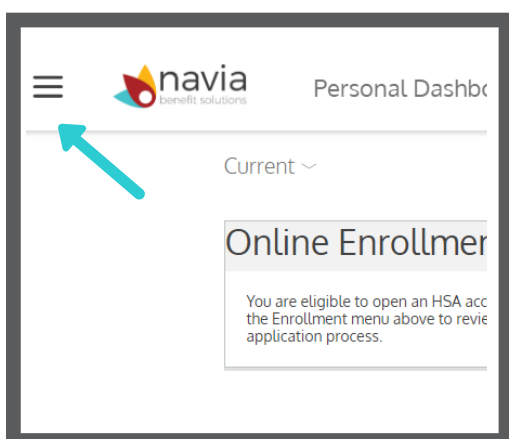 navia
benefit solutions
Personal Dashbo
Current
Online Enrollmer
You are eligible to open an HSA acc
the Enrollment menu above to revie
application process.